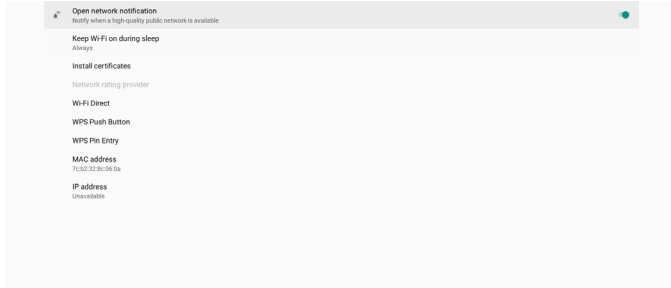 Open network notification
Notify when a high-quality public network is available
Keep Wi-Fi on during sleep
Always
Install certificates
Network rating provider
Wi-Fi Direct
WPS Push Button
WPS Pin Entry
MAC address
7c:b2:32:8c:06:0a
IP address
Unavailable